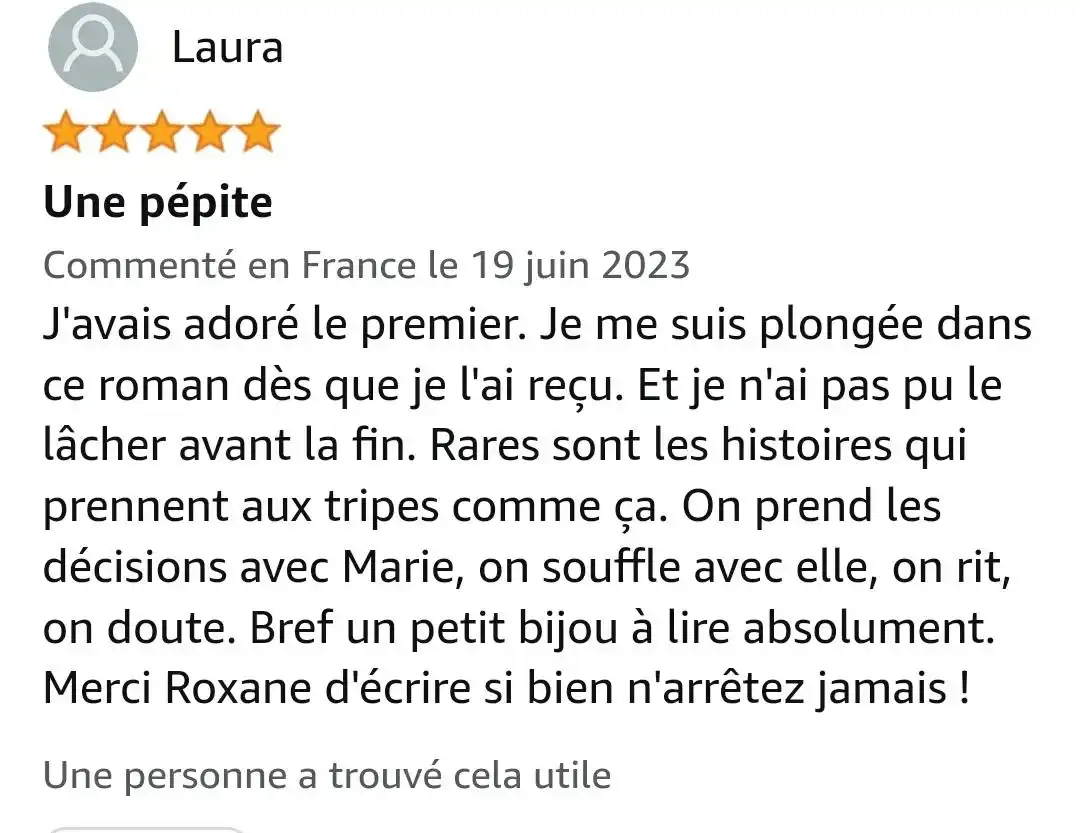 Laura
Une pépite
Commenté en France le 19 juin 2023
J'avais adoré le premier. Je me suis plongée dans
ce roman dès que je l'ai reçu. Et je n'ai pas pu le
lâcher avant la fin. Rares sont les histoires qui
prennent aux tripes comme ça. On prend les
décisions avec Marie, on souffle avec elle, on rit,
on doute. Bref un petit bijou à lire absolument.
Merci Roxane d'écrire si bien n'arrêtez jamais !
Une personne a trouvé cela utile